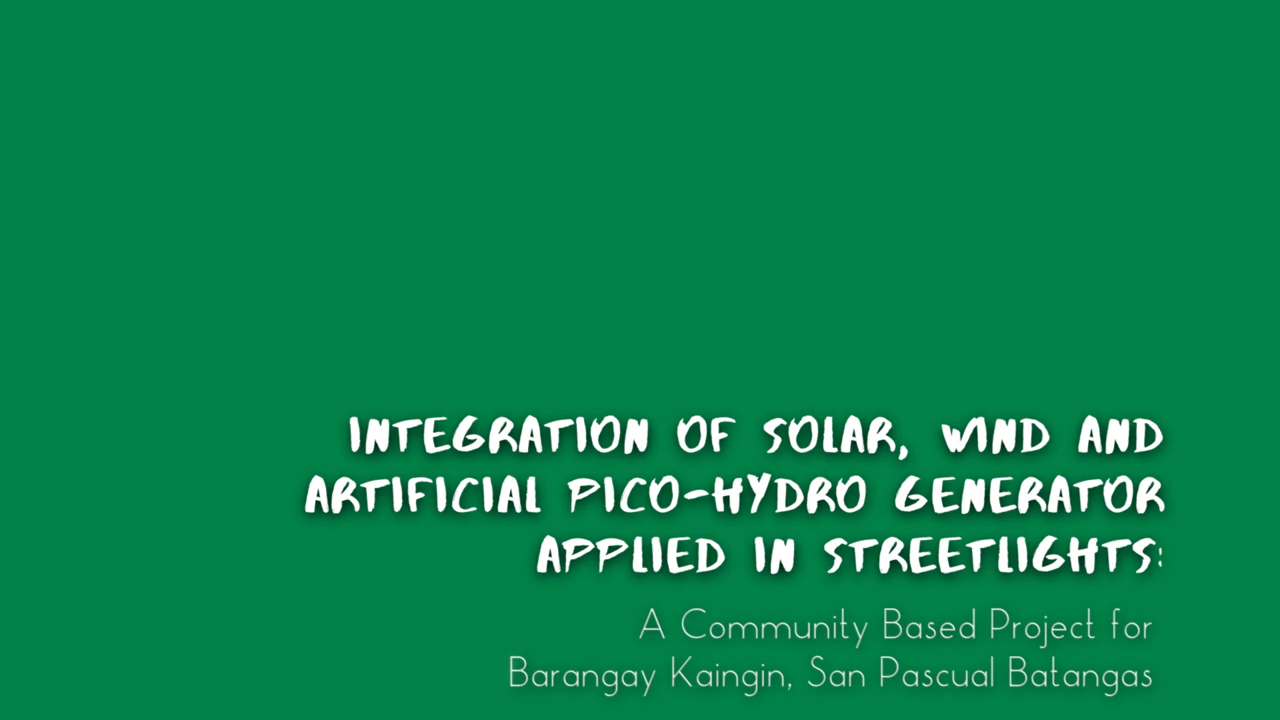 INTEGRATION OF SOLAR, WIND AND
ARTIFICIAL PICO-HYDRO GENERATOR
APPLIED IN STREETLIGHTS:
A Community Based Project for
Barangay Kaingin, San Pascual Batangas